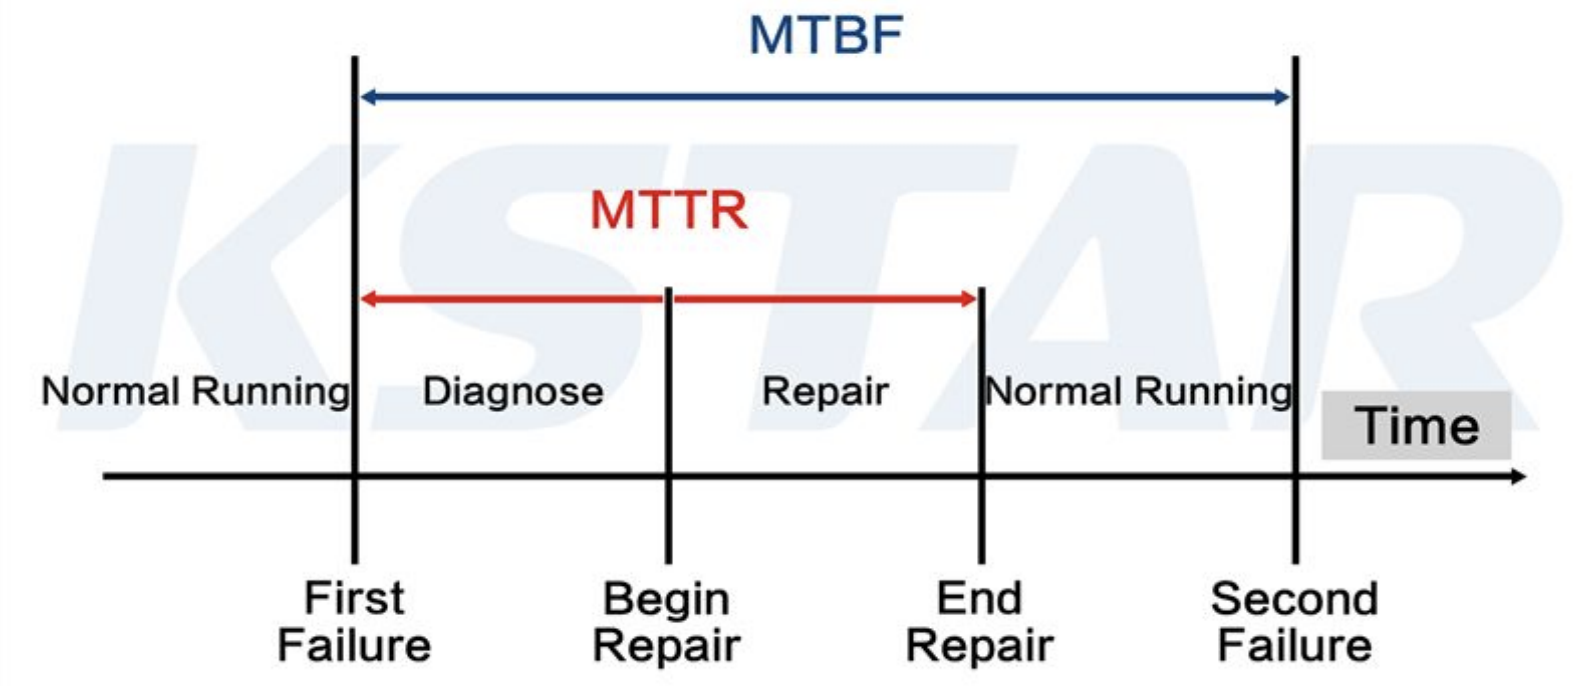 MTBF
KSTAR
MTTR
Normal Running
Diagnose
Repair
Normal Running
Time
First
Failure
Begin
Repair
End
Repair
Second
Failure